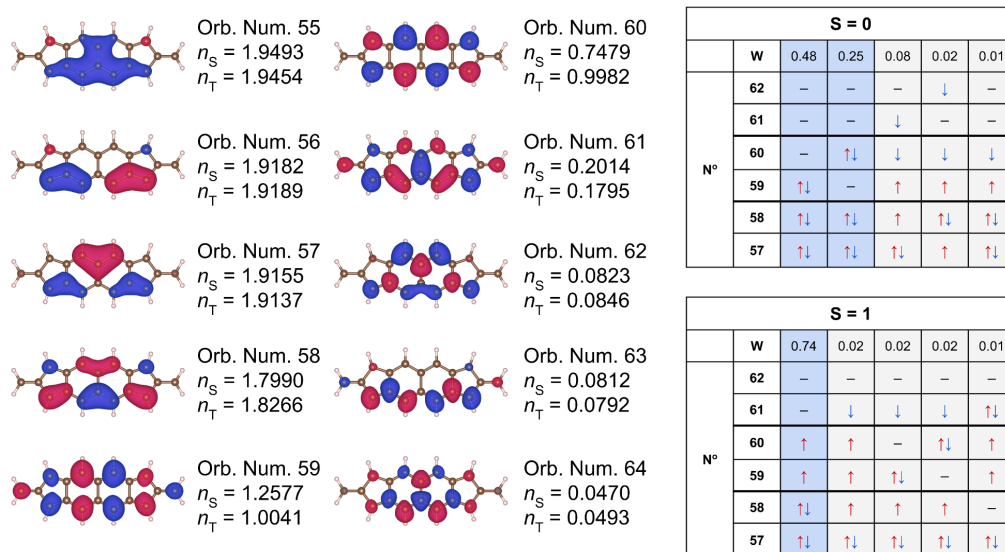 Orb. Num. 55
nS = 1.9493
nT = 1.9454
Orb. Num. 56
nS = 1.9182
nT = 1.9189
Orb. Num. 57
nS = 1.9155
nT = 1.9137
Orb. Num. 58
nS = 1.7990
nT = 1.8266
Orb. Num. 59
nS = 1.2577
nT = 1.0041
Orb. Num. 60
nS = 0.7479
nT = 0.9982
Orb. Num. 61
nS = 0.2014
nT = 0.1795
Orb. Num. 62
nS = 0.0823
nT = 0.0846
Orb. Num. 63
nS = 0.0812
nT = 0.0792
Orb. Num. 64
nS = 0.0470
nT = 0.0493
S = 0
W 0.48 0.25 0.08 0.02 0.01
Nº
62 – – – ↓ –
61 – – ↓ – –
60 – ↑↓ ↓ ↓ ↓
59 ↑↓ – ↑ ↑ ↑
58 ↑↓ ↑↓ ↑ ↑↓ ↑↓
57 ↑↓ ↑↓ ↑↓ ↑ ↑↓
S = 1
W 0.74 0.02 0.02 0.02 0.01
Nº
62 – – – – –
61 – ↓ ↓ ↓ ↑↓
60 ↑ ↑ – ↑↓ ↑
59 ↑ ↑ ↑↓ – ↑
58 ↑↓ ↑ ↑ ↑ –
57 ↑↓ ↑↓ ↑↓ ↑↓ ↑↓